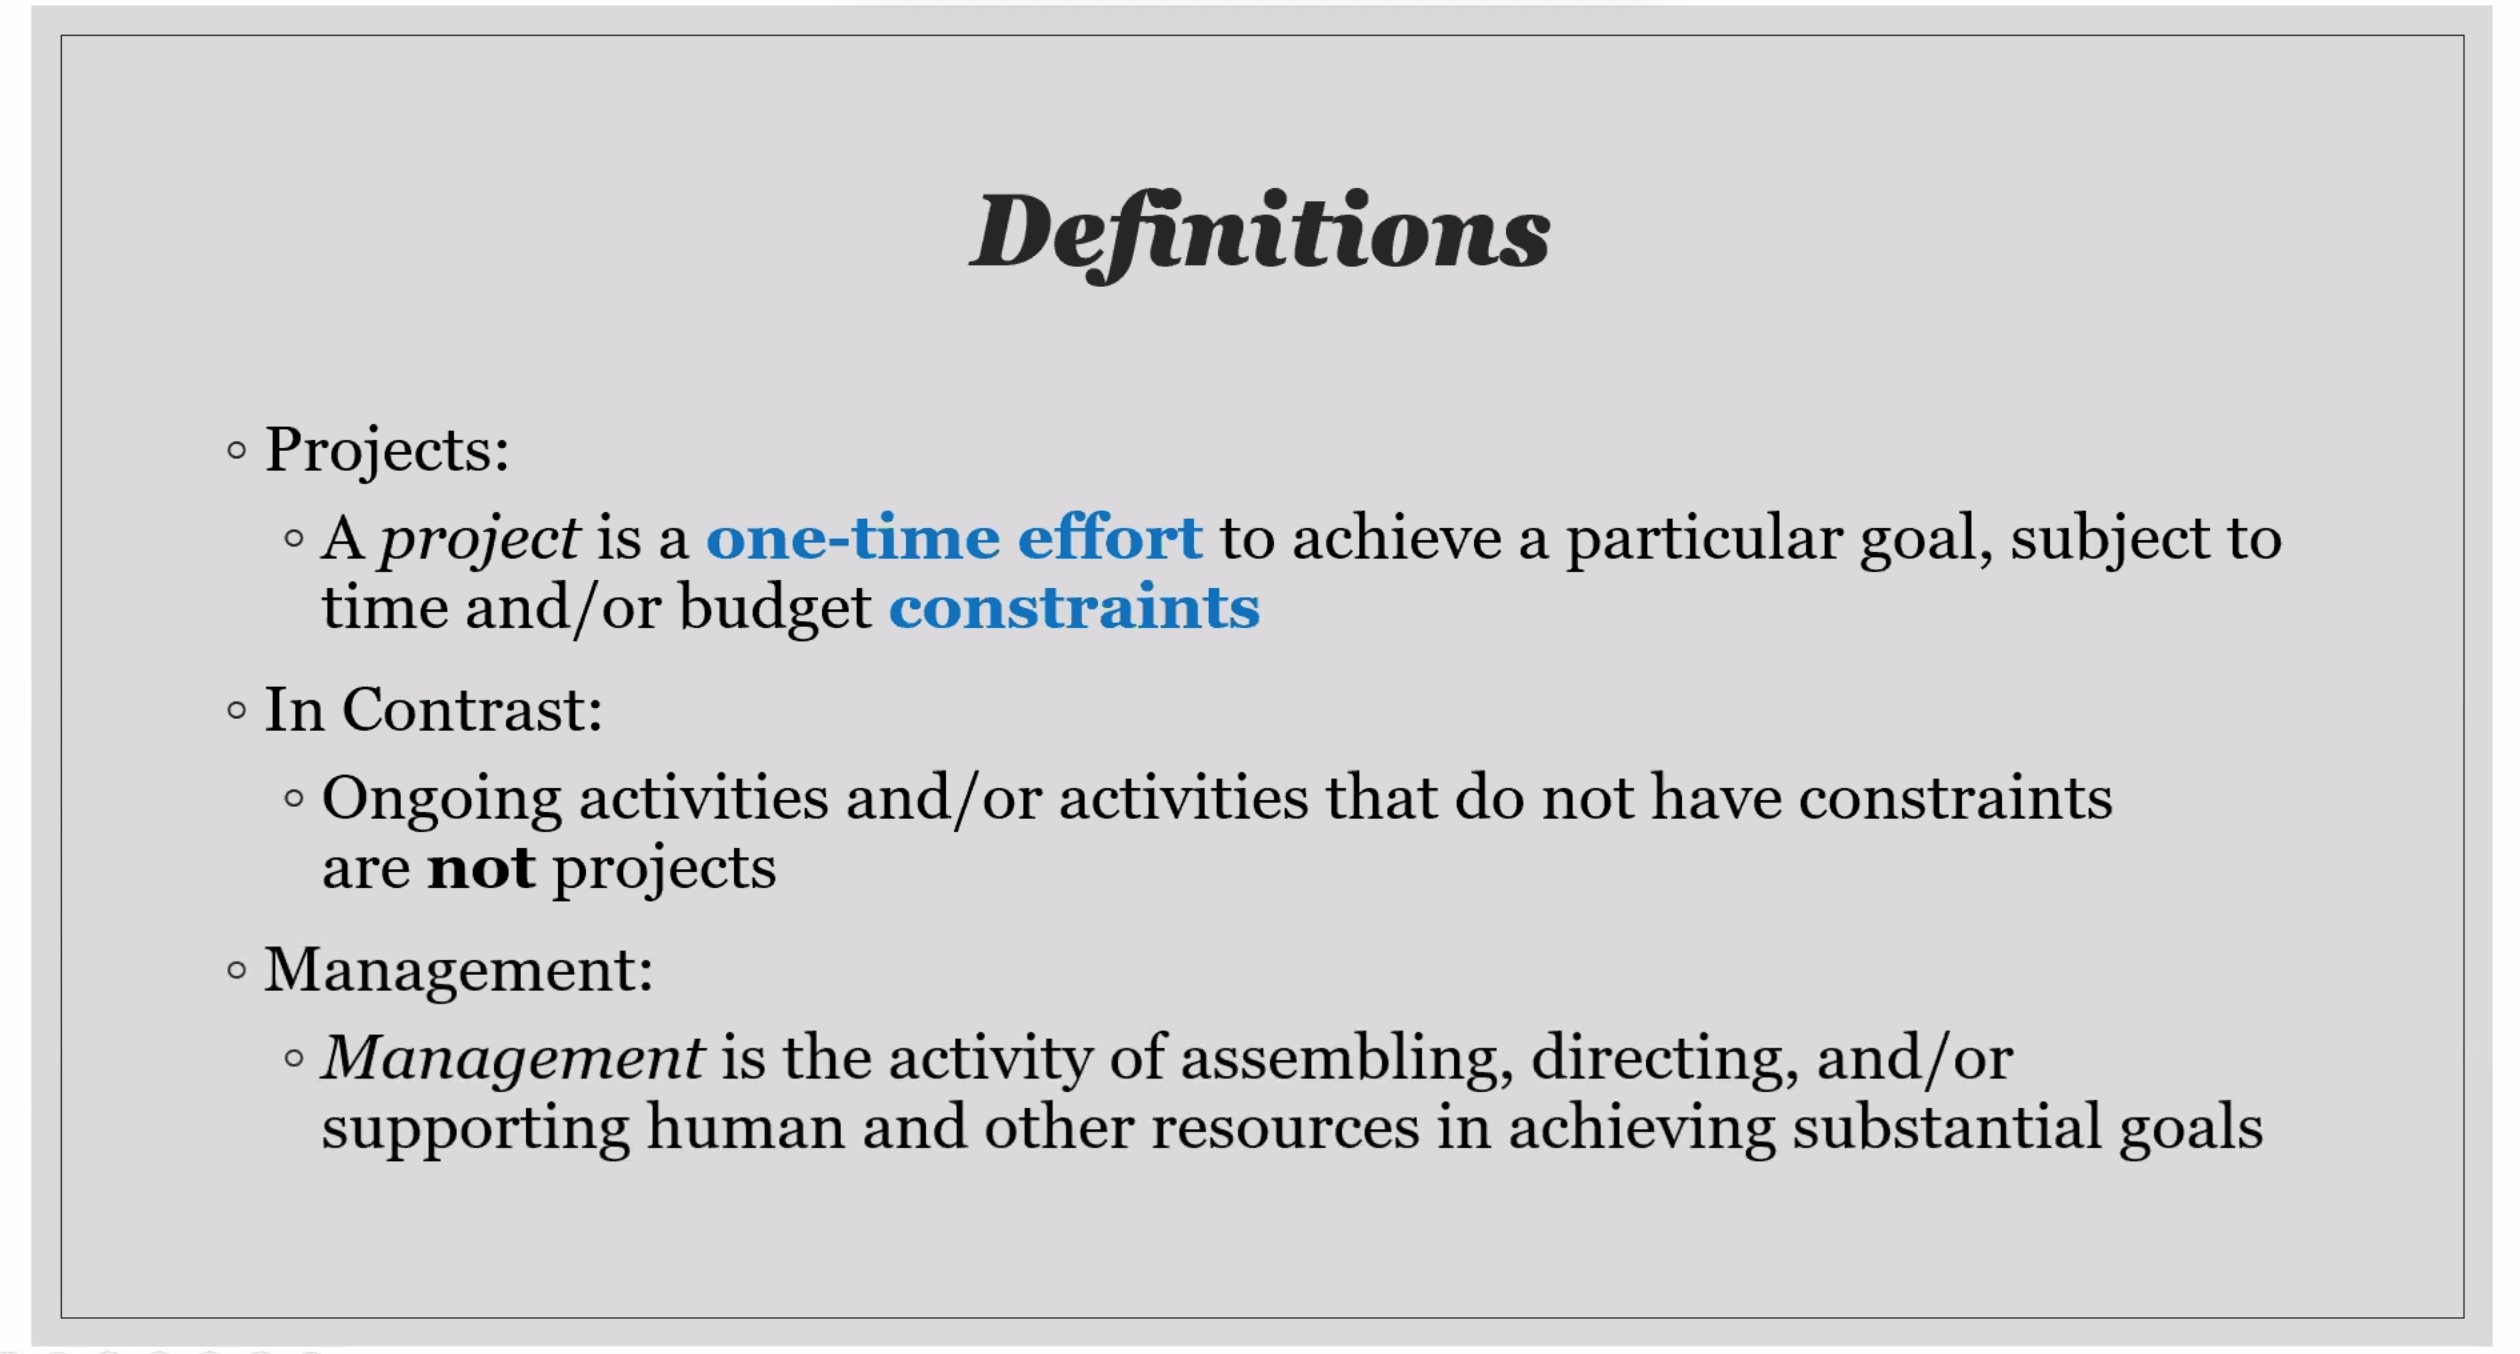 Definitions
◦ Projects:
◦ A project is a one-time effort to achieve a particular goal, subject to
time and/or budget constraints
◦ In Contrast:
◦ Ongoing activities and/or activities that do not have constraints
are not projects
◦ Management:
◦ Management is the activity of assembling, directing, and/or
supporting human and other resources in achieving substantial goals